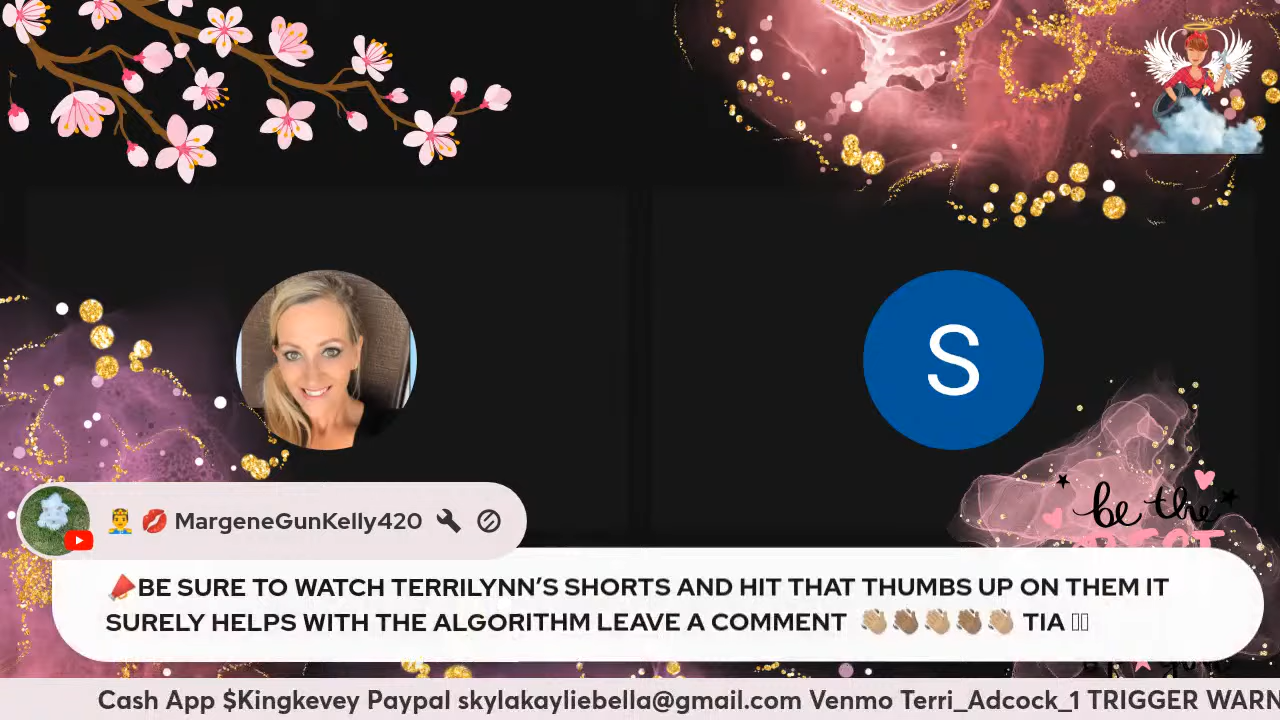 be the
S
👨‍⚖️ 💋 MargeneGunKelly420
📣BE SURE TO WATCH TERRILYNN’S SHORTS AND HIT THAT THUMBS UP ON THEM IT
SURELY HELPS WITH THE ALGORITHM LEAVE A COMMENT 👏🏼👏🏽👏🏼👏🏽👏🏼 TIA
Cash App $Kingkevey Paypal skylakayliebella@gmail.com Venmo Terri_Adcock_1 TRIGGER WARN